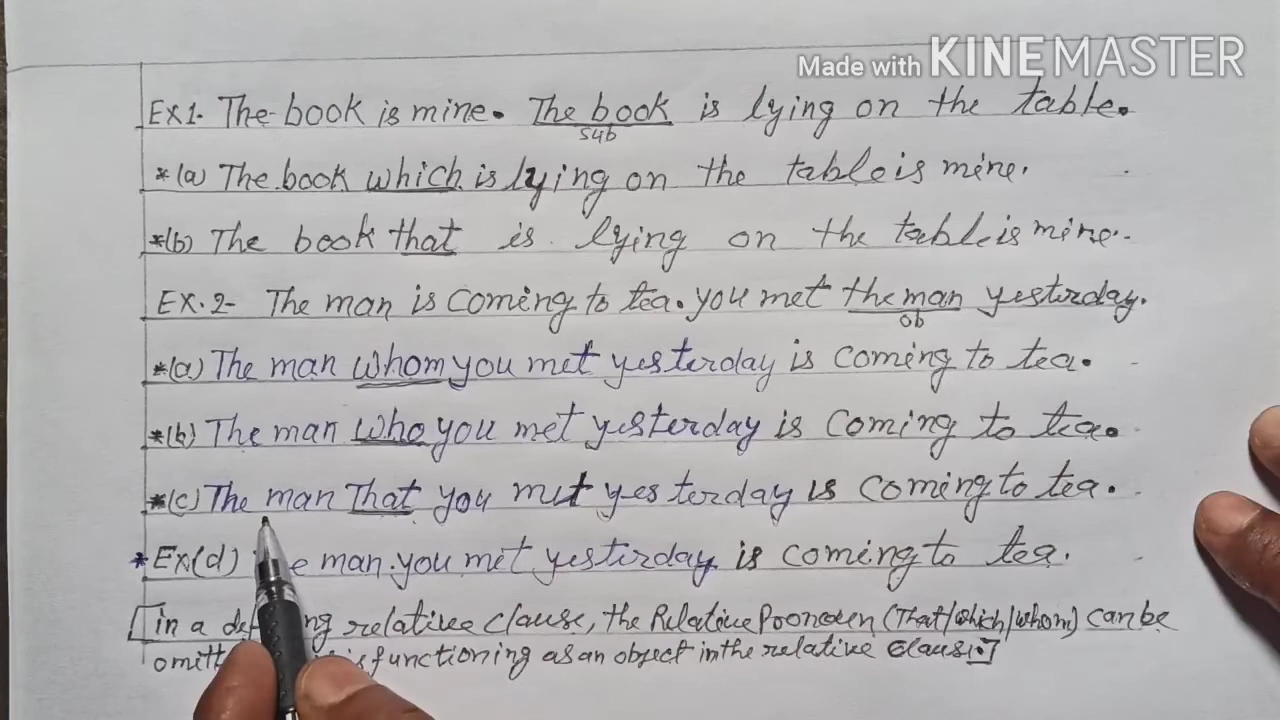 Made with KINEMASTER
EX1. The book is mine. The book is lying on the table.
sub
*(a) The book which is lying on the table is mine.
*(b) The book that is lying on the table is mine.
EX.2- The man is coming to tea. you met the man yesterday.
ob
*(a) The man whom you met yesterday is coming to tea.
*(b) The man who you met yesterday is coming to tea.
*(c) The man That you met yesterday is coming to tea.
*Ex(d) man you met yesterday is coming to tea.
[in a relative clause, the Relative Poonoun (That/which/whom) can be
functioning as an object in the relative clause.]